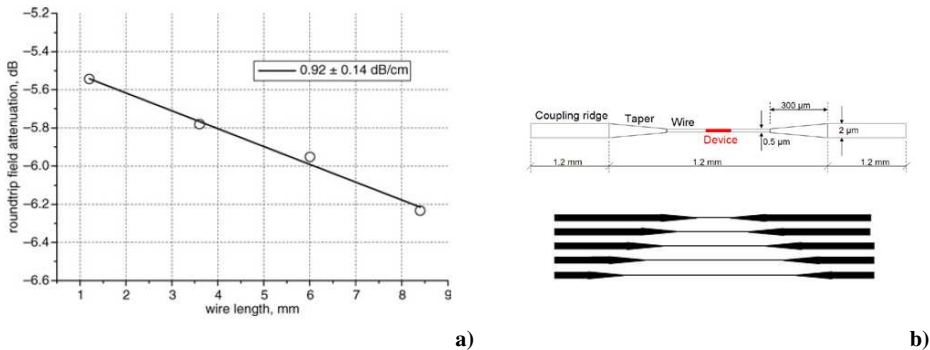 −5.2
−5.4
−5.6
−5.8
−6.0
−6.2
−6.4
−6.6
roundtrip field attenuation, dB
0.92 ± 0.14 dB/cm
1 2 3 4 5 6 7 8 9
wire length, mm
a)
300 µm
Coupling ridge Taper Wire
2 µm
Device
0.5 µm
1.2 mm 1.2 mm 1.2 mm
b)